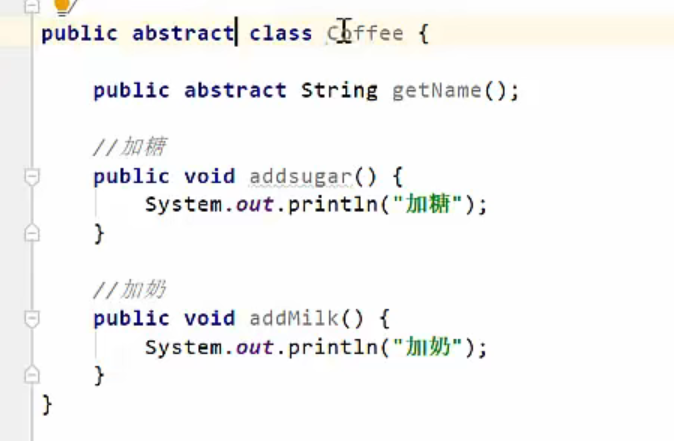 public abstract class Coffee {
public abstract String getName();
//加糖
public void addsugar() {
System.out.println("加糖");
}
//加奶
public void addMilk() {
System.out.println("加奶");
}
}